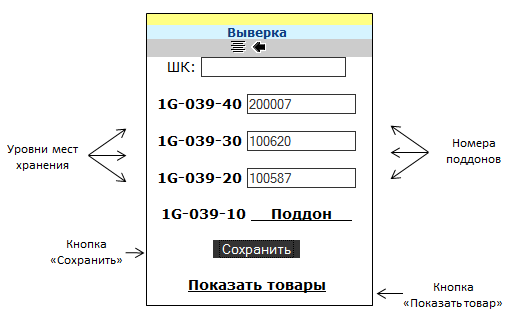 Выверка
ШК:
1G-039-40 200007
Уровни мест
хранения
1G-039-30 100620
Номера
поддонов
1G-039-20 100587
1G-039-10 Поддон
Кнопка
«Сохранить»
Сохранить
Показать товары
Кнопка
«Показать товар»